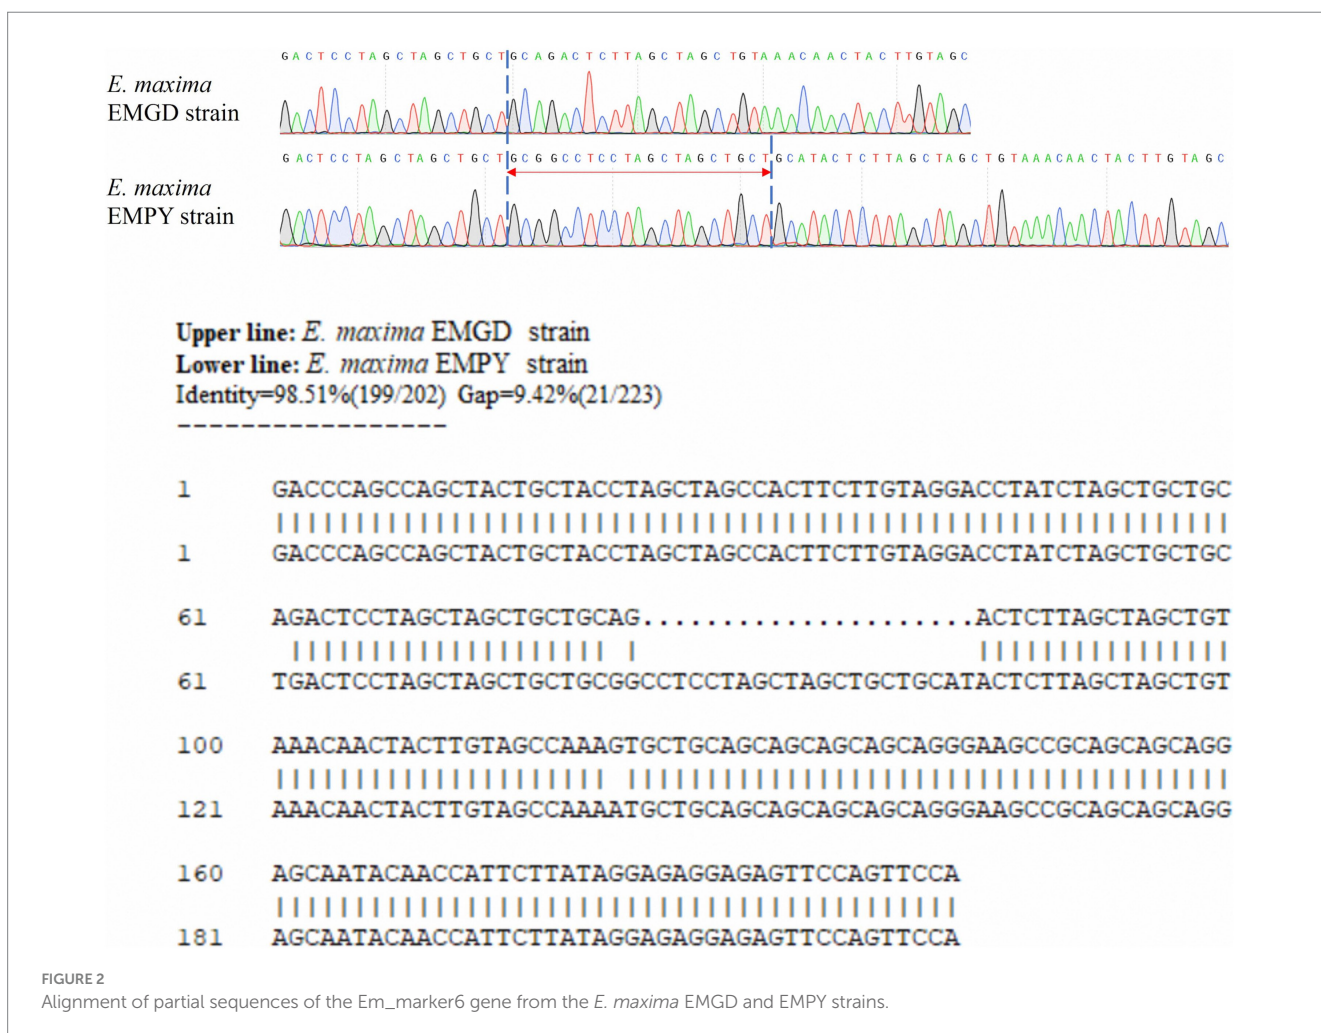 G A C T C C T A G C T A G C T G C T G C A G A C T C T T A G C T A G C T G T A A A C A A C T A C T T G T A G C
E. maxima
EMGD strain
G A C T C C T A G C T A G C T G C T G C G G C C T C C T A G C T A G C T G C T G C A T A C T C T T A G C T A G C T G T A A A C A A C T A C T T G T A G C
E. maxima
EMPY strain
Upper line: E. maxima EMGD strain
Lower line: E. maxima EMPY strain
Identity=98.51%(199/202) Gap=9.42%(21/223)
-----------------
1 GACCCAGCCAGCTACTGCTACCTAGCTAGCCACTTCTTGTAGGACCTATCTAGCTGCTGC
||||||||||||||||||||||||||||||||||||||||||||||||||||||||||||
1 GACCCAGCCAGCTACTGCTACCTAGCTAGCCACTTCTTGTAGGACCTATCTAGCTGCTGC
61 AGACTCCTAGCTAGCTGCTGCAG.....................ACTCTTAGCTAGCTGT
|||||||||||||||||||| | ||||||||||||||||
61 TGACTCCTAGCTAGCTGCTGCGGCCTCCTAGCTAGCTGCTGCATACTCTTAGCTAGCTGT
100 AAACAACTACTTGTAGCCAAAGTGCTGCAGCAGCAGCAGCAGGGAAGCCGCAGCAGCAGG
||||||||||||||||||||| ||||||||||||||||||||||||||||||||||||||
121 AAACAACTACTTGTAGCCAAAATGCTGCAGCAGCAGCAGCAGGGAAGCCGCAGCAGCAGG
160 AGCAATACAACCATTCTTATAGGAGAGGAGAGTTCCAGTTCCA
|||||||||||||||||||||||||||||||||||||||||||
181 AGCAATACAACCATTCTTATAGGAGAGGAGAGTTCCAGTTCCA
FIGURE 2
Alignment of partial sequences of the Em_marker6 gene from the E. maxima EMGD and EMPY strains.